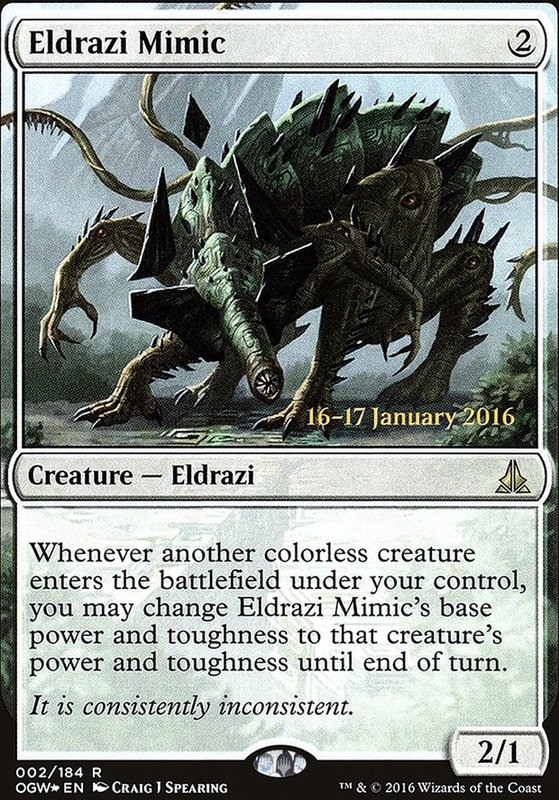 Eldrazi Mimic 2
16–17 January 2016
Creature — Eldrazi
Whenever another colorless creature
enters the battlefield under your control,
you may change Eldrazi Mimic's base
power and toughness to that creature's
power and toughness until end of turn.
It is consistently inconsistent.
2/1
002/184 R
OGW★EN Craig J Spearing
™ & © 2016 Wizards of the Coast